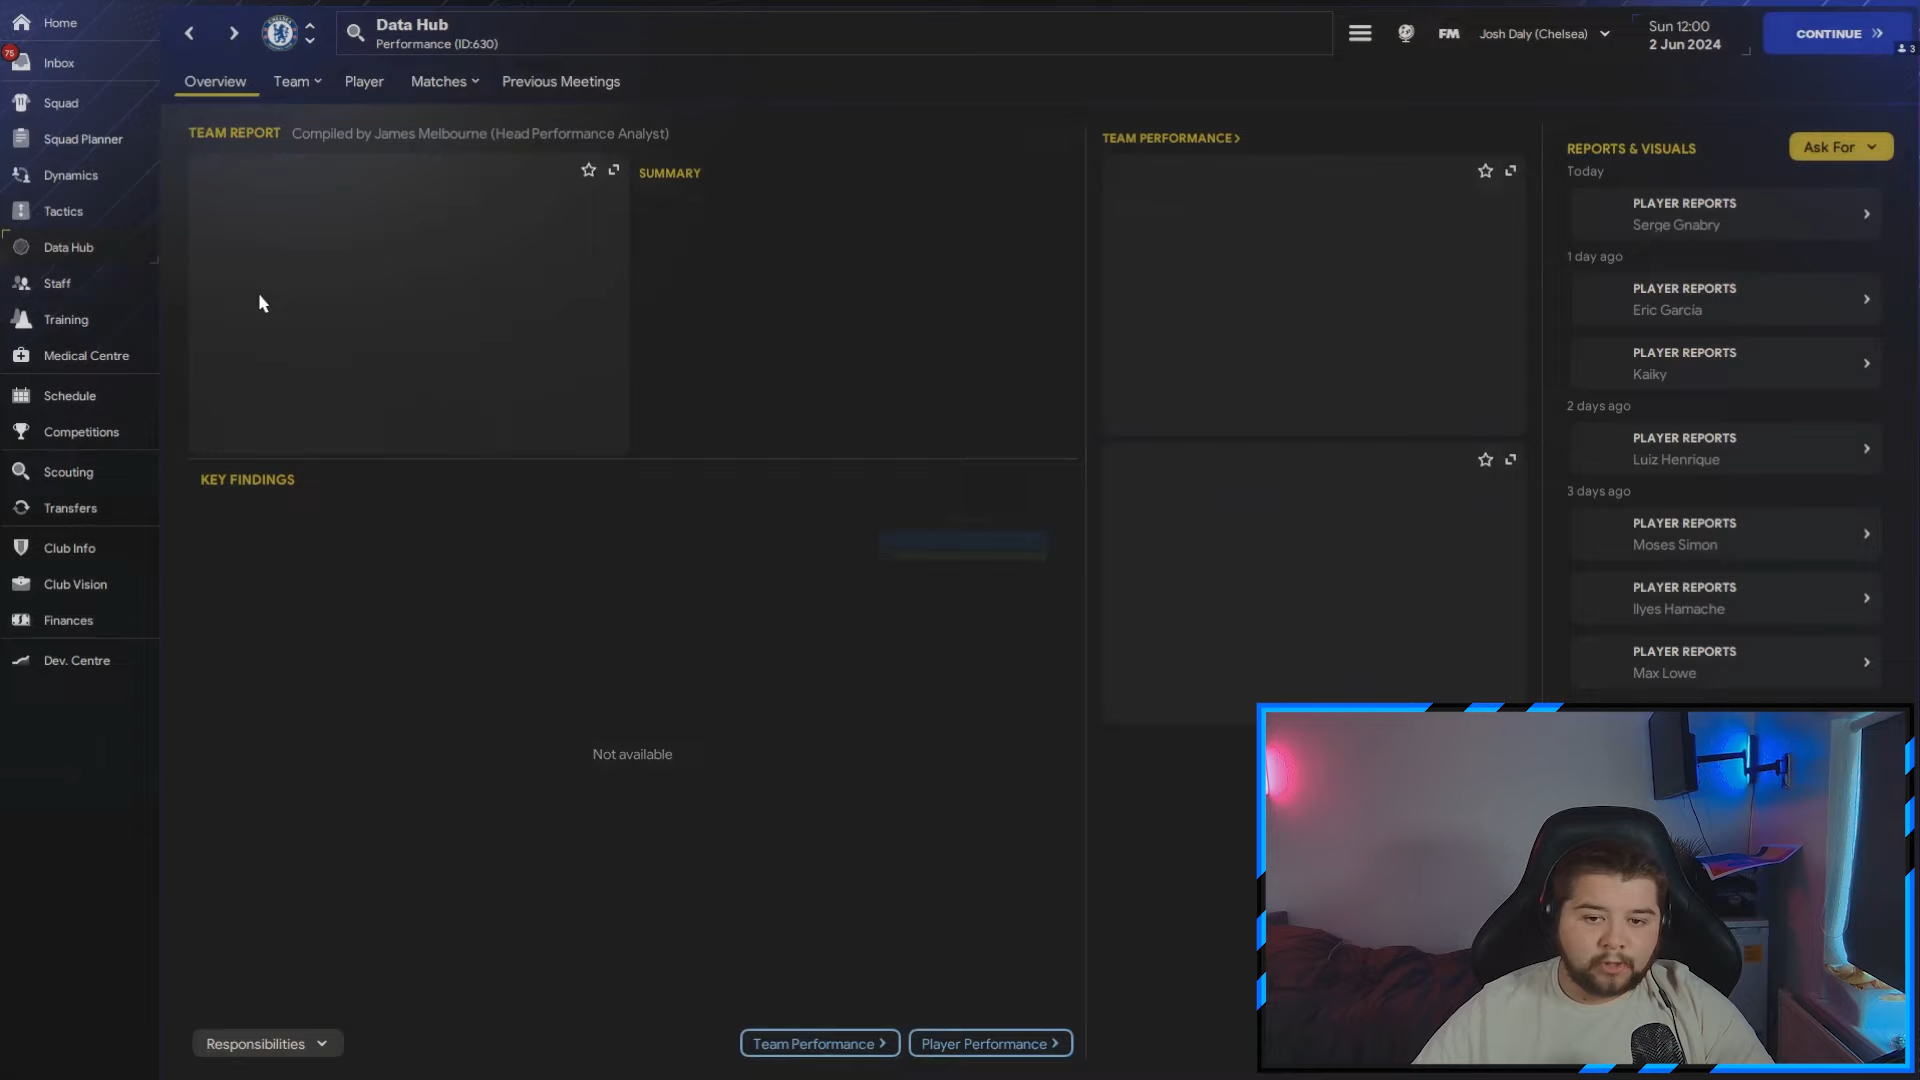 Home
75
Inbox
Squad
Squad Planner
Dynamics
Tactics
Data Hub
Staff
Training
Medical Centre
Schedule
Competitions
Scouting
Transfers
Club Info
Club Vision
Finances
Dev. Centre
Data Hub
Performance (ID:630)
FM
Josh Daly (Chelsea)
Sun 12:00
2 Jun 2024
CONTINUE
3
Overview
Team
Player
Matches
Previous Meetings
TEAM REPORT Compiled by James Melbourne (Head Performance Analyst)
SUMMARY
KEY FINDINGS
Not available
Responsibilities
Team Performance
Player Performance
TEAM PERFORMANCE
REPORTS & VISUALS
Ask For
Today
PLAYER REPORTS
Serge Gnabry
1 day ago
PLAYER REPORTS
Eric García
PLAYER REPORTS
Kaiky
2 days ago
PLAYER REPORTS
Luiz Henrique
3 days ago
PLAYER REPORTS
Moses Simon
PLAYER REPORTS
Ilyes Hamache
PLAYER REPORTS
Max Lowe